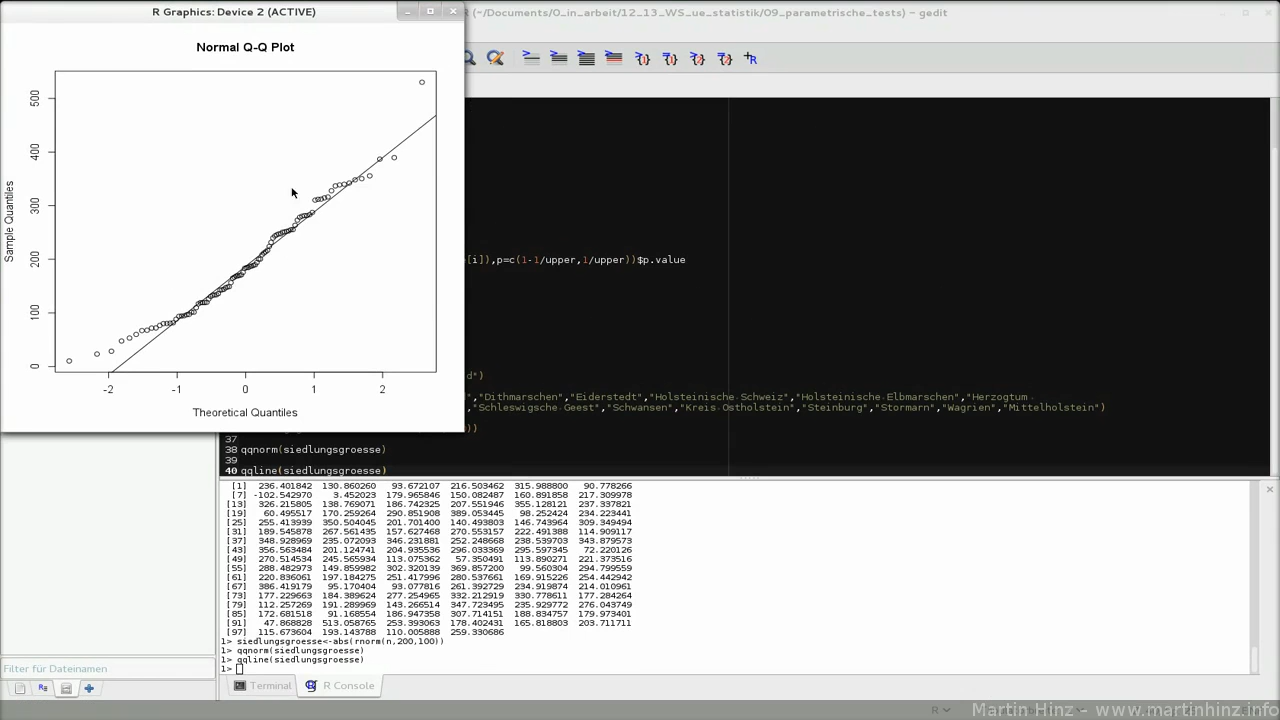 R Graphics: Device 2 (ACTIVE)
R (~/Documents/0_in_arbeit/12_13_WS_ue_statistik/09_parametrische_tests) – gedit
Normal Q-Q Plot
500
400
300
200
100
0
Sample Quantiles
-2 -1 0 1 2
Theoretical Quantiles
[i]),p=c(1-1/upper,1/upper))$p.value
d")
,"Dithmarschen","Eiderstedt","Holsteinische Schweiz","Holsteinische Elbmarschen","Herzogtum
,"Schleswigsche Geest","Schwansen","Kreis Ostholstein","Steinburg","Stormarn","Wagrien","Mittelholstein")
))
37
38 qqnorm(siedlungsgroesse)
39
40 qqline(siedlungsgroesse)
[1] 236.401842 130.860260 93.672107 216.503462 315.988800 90.778266
[7] -102.542970 3.452023 179.965846 150.082487 160.891858 217.309978
[13] 326.215805 138.769071 186.742325 207.551946 355.128121 237.337821
[19] 60.495517 170.259264 290.851908 389.053445 98.252424 234.223441
[25] 255.413939 350.504045 201.701400 140.493803 146.743964 309.349494
[31] 189.545878 267.561435 157.627468 270.553157 222.491388 114.909117
[37] 348.928969 235.072093 346.231881 252.248668 238.539703 343.879573
[43] 356.563484 201.124741 204.935536 296.033369 295.597345 72.220126
[49] 270.514534 245.565934 113.075362 57.350491 113.890271 221.373516
[55] 288.482973 149.859982 302.320139 369.857200 99.560304 294.799559
[61] 220.836061 197.184275 251.417996 280.537661 169.915226 254.442942
[67] 386.419179 95.170404 93.077816 261.392729 234.919874 214.010961
[73] 177.229663 184.389624 277.254965 332.212919 330.778611 177.284264
[79] 112.257269 191.289969 143.266514 347.723495 235.929772 276.043749
[85] 172.681518 91.168554 186.947358 307.714151 188.834757 179.973401
[91] 47.868828 513.058765 253.393063 178.402431 165.818803 203.711711
[97] 115.673604 193.143788 110.005888 259.330686
1> siedlungsgroesse<-abs(rnorm(n,200,100))
1> qqnorm(siedlungsgroesse)
1> qqline(siedlungsgroesse)
1>
Filter für Dateinamen
Terminal
R Console
Martin Hinz - www.martinhinz.info